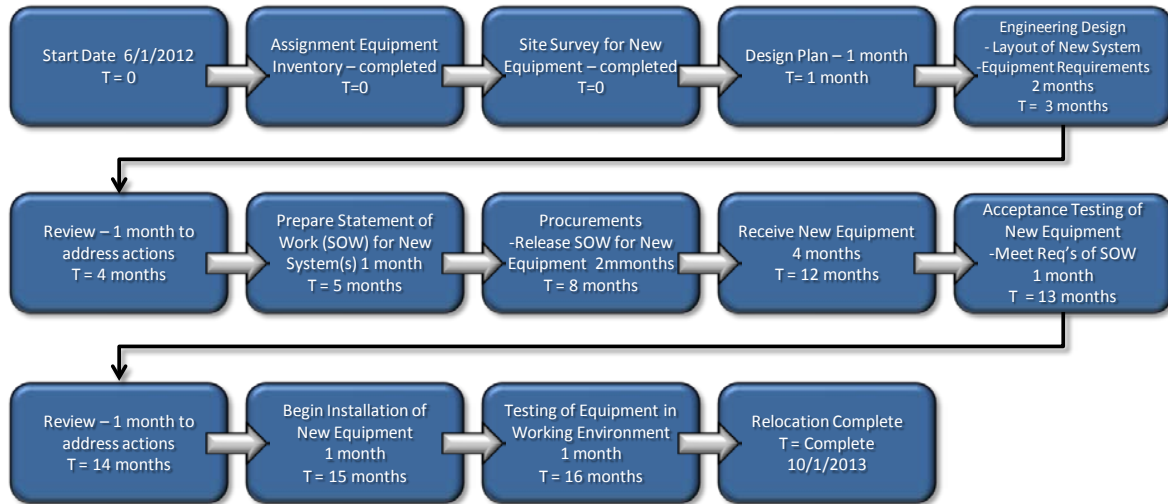 Start Date  6/1/2012
T = 0
Assignment Equipment
Inventory – completed
T=0
Site Survey for New
Equipment – completed
T=0
Design Plan – 1 month
T= 1 month
Engineering Design
- Layout of New System
-Equipment Requirements
2 months
T =  3 months
Review – 1 month to
address actions
T = 4 months
Prepare Statement of
Work (SOW) for New
System(s) 1 month
T = 5 months
Procurements
-Release SOW for New
Equipment  2mmonths
T = 8 months
Receive New Equipment
4 months
T = 12 months
Acceptance Testing of
New Equipment
-Meet Req's of SOW
1 month
T  = 13 months
Review – 1 month to
address actions
T = 14 months
Begin Installation of
New Equipment
1 month
T = 15 months
Testing of Equipment in
Working Environment
1 month
T = 16 months
Relocation Complete
T = Complete
10/1/2013